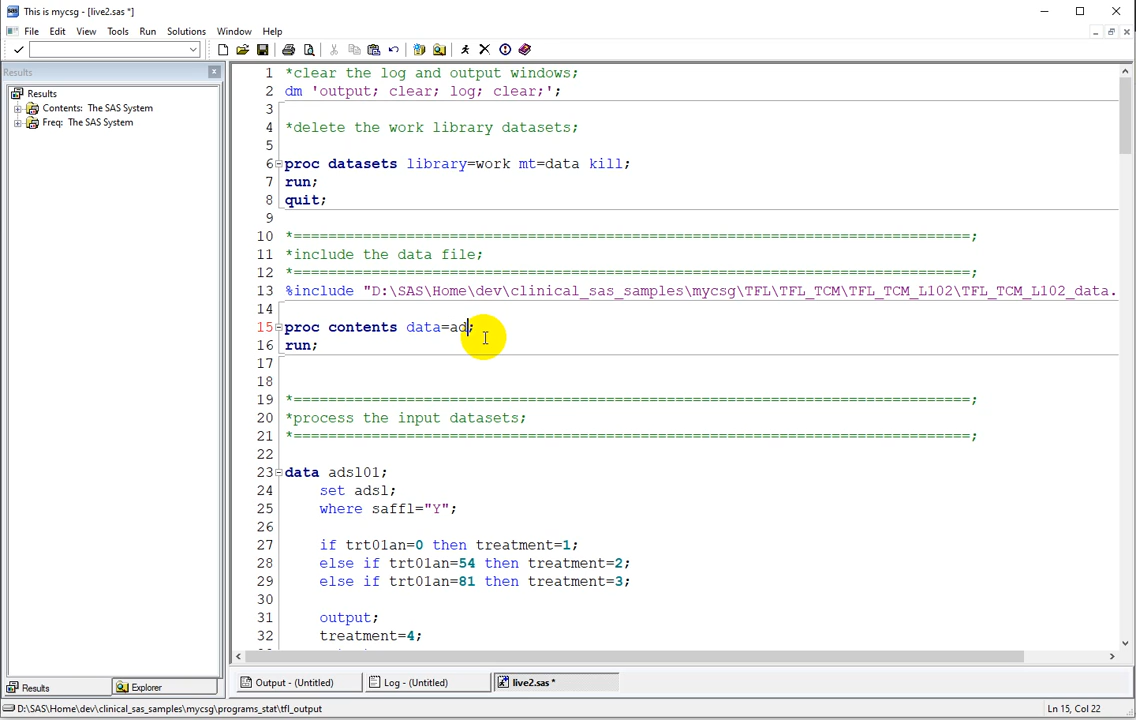 This is mycsg - [live2.sas *]
File Edit View Tools Run Solutions Window Help
Results
Results
Contents: The SAS System
Freq: The SAS System
1 *clear the log and output windows;
2 dm 'output; clear; log; clear;';
3
4 *delete the work library datasets;
5
6 proc datasets library=work mt=data kill;
7 run;
8 quit;
9
10 *==============================================================================;
11 *include the data file;
12 *==============================================================================;
13 %include "D:\SAS\Home\dev\clinical_sas_samples\mycsg\TFL\TFL_TCM\TFL_TCM_L102\TFL_TCM_L102_data.
14
15 proc contents data=ad;
16 run;
17
18
19 *==============================================================================;
20 *process the input datasets;
21 *==============================================================================;
22
23 data adsl01;
24 set adsl;
25 where saffl="Y";
26
27 if trt01an=0 then treatment=1;
28 else if trt01an=54 then treatment=2;
29 else if trt01an=81 then treatment=3;
30
31 output;
32 treatment=4;
Results Explorer
Output - (Untitled) Log - (Untitled) live2.sas *
D:\SAS\Home\dev\clinical_sas_samples\mycsg\programs_stat\tfl_output Ln 15, Col 22